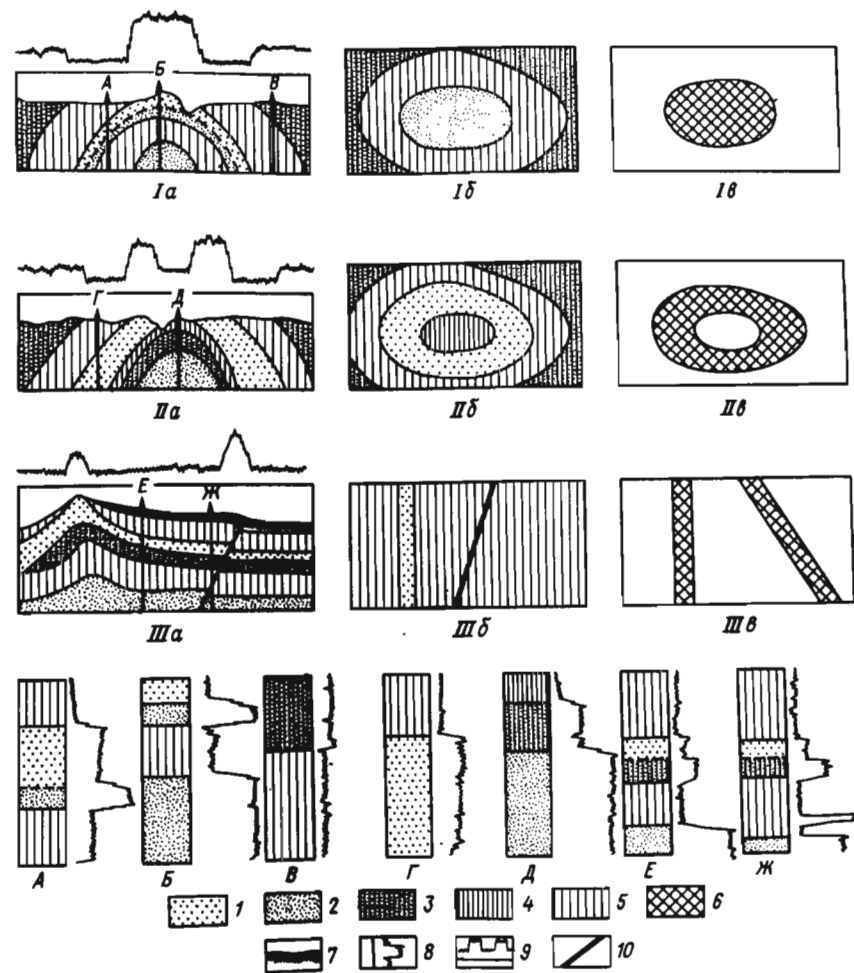 Б
А В
Iа Iб Iв
Г Д
IIа IIб IIв
Е Ж
IIIа IIIб IIIв
А Б В Г Д Е Ж
1 2 3 4 5 6
7 8 9 10